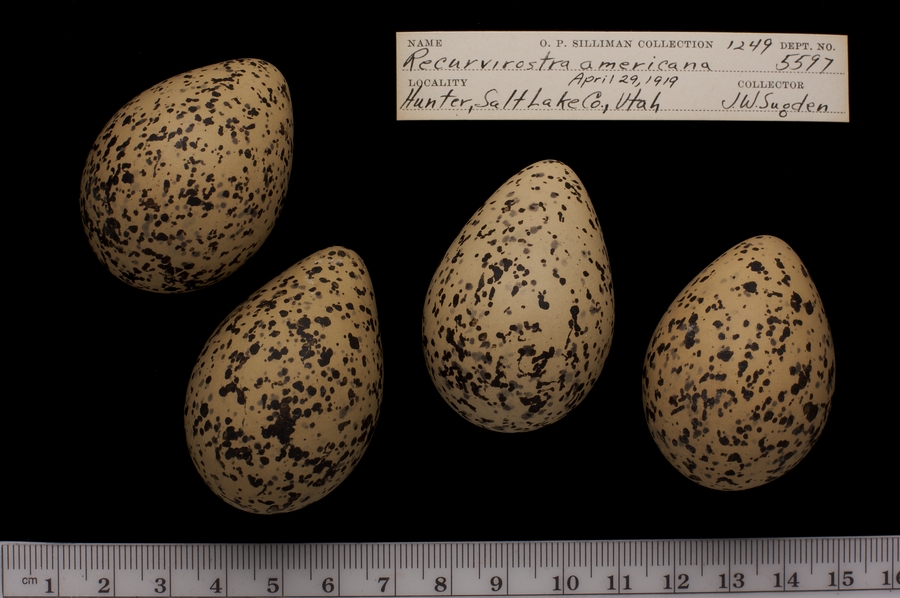 NAME O. P. SILLIMAN COLLECTION 1249 DEPT. NO.
Recurvirostra americana 5597
LOCALITY April 29, 1919 COLLECTOR
Hunter, Salt Lake Co., Utah J W Sugden
cm 1 2 3 4 5 6 7 8 9 10 11 12 13 14 15 16